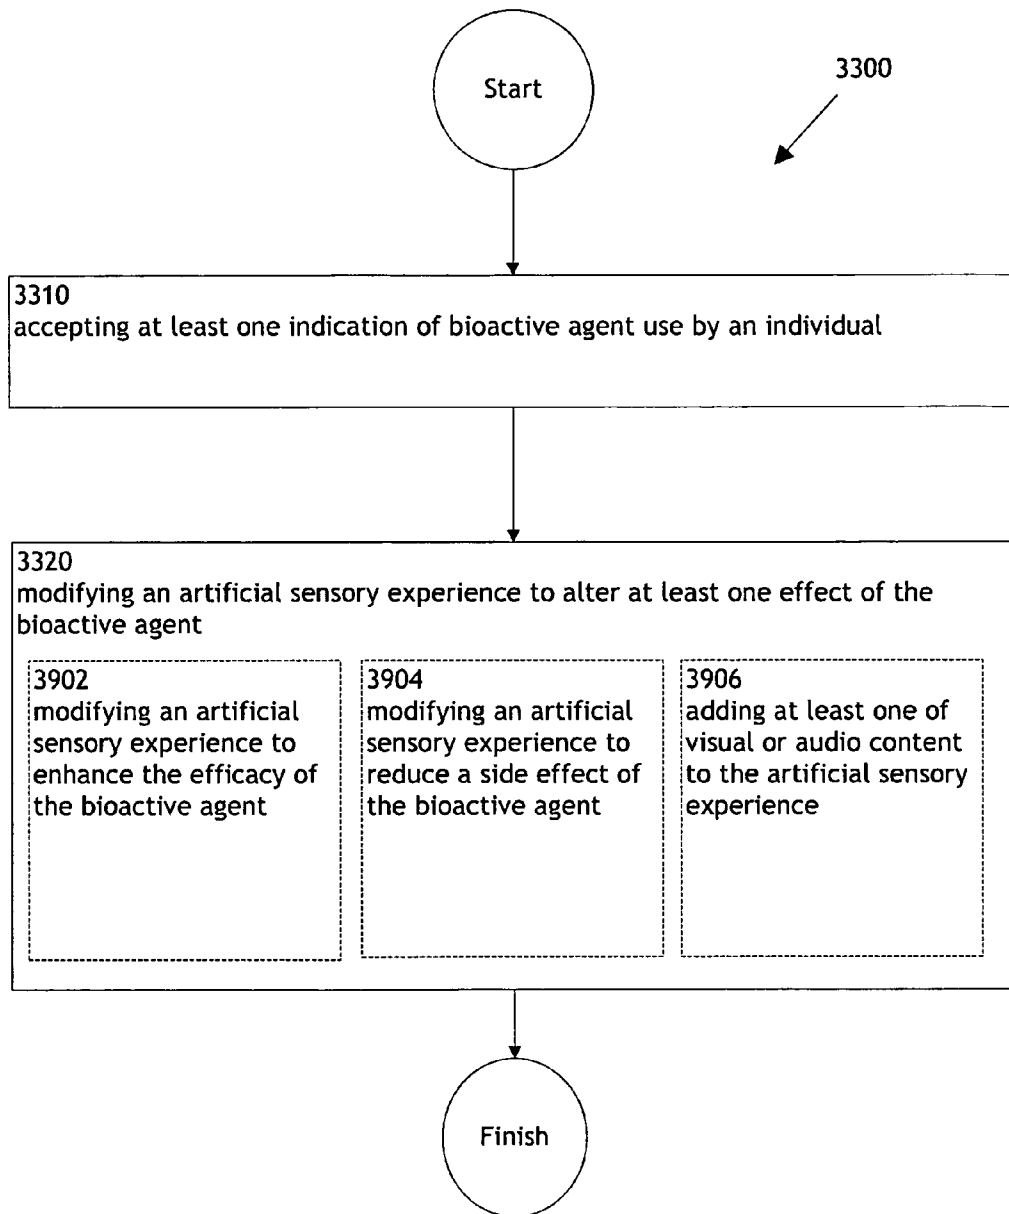 Start
3300
3310
accepting at least one indication of bioactive agent use by an individual
3320
modifying an artificial sensory experience to alter at least one effect of the
bioactive agent
3902
modifying an artificial
sensory experience to
enhance the efficacy of
the bioactive agent
3904
modifying an artificial
sensory experience to
reduce a side effect of
the bioactive agent
3906
adding at least one of
visual or audio content
to the artificial sensory
experience
Finish